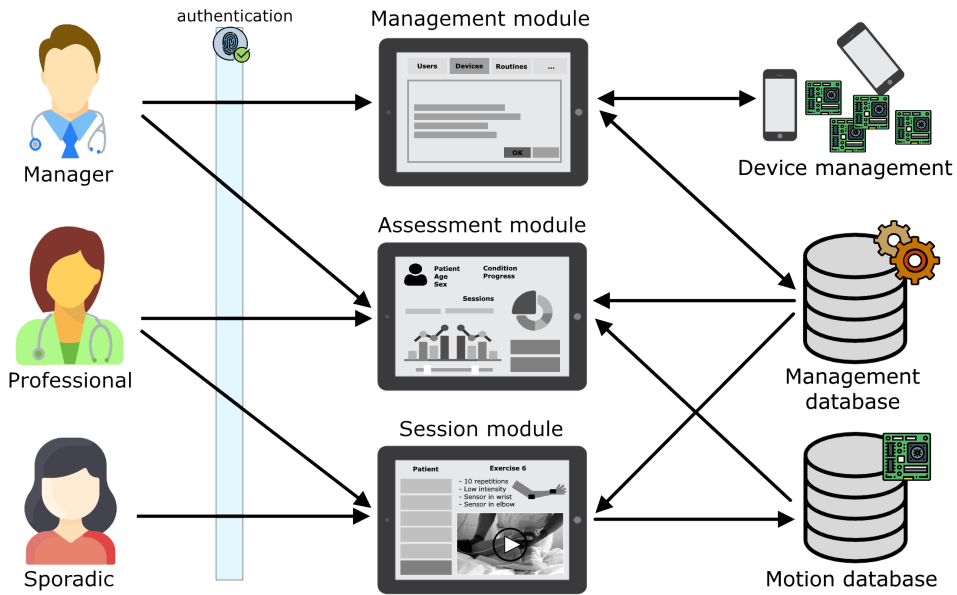 authentication
Management module
Users Devices Routines ...
OK
Manager
Device management
Assessment module
Patient
Age
Sex
Condition
Progress
Sessions
Professional
Management
database
Session module
Patient
Exercise 6
- 10 repetitions
- Low intensity
- Sensor in wrist
- Sensor in elbow
Sporadic
Motion database